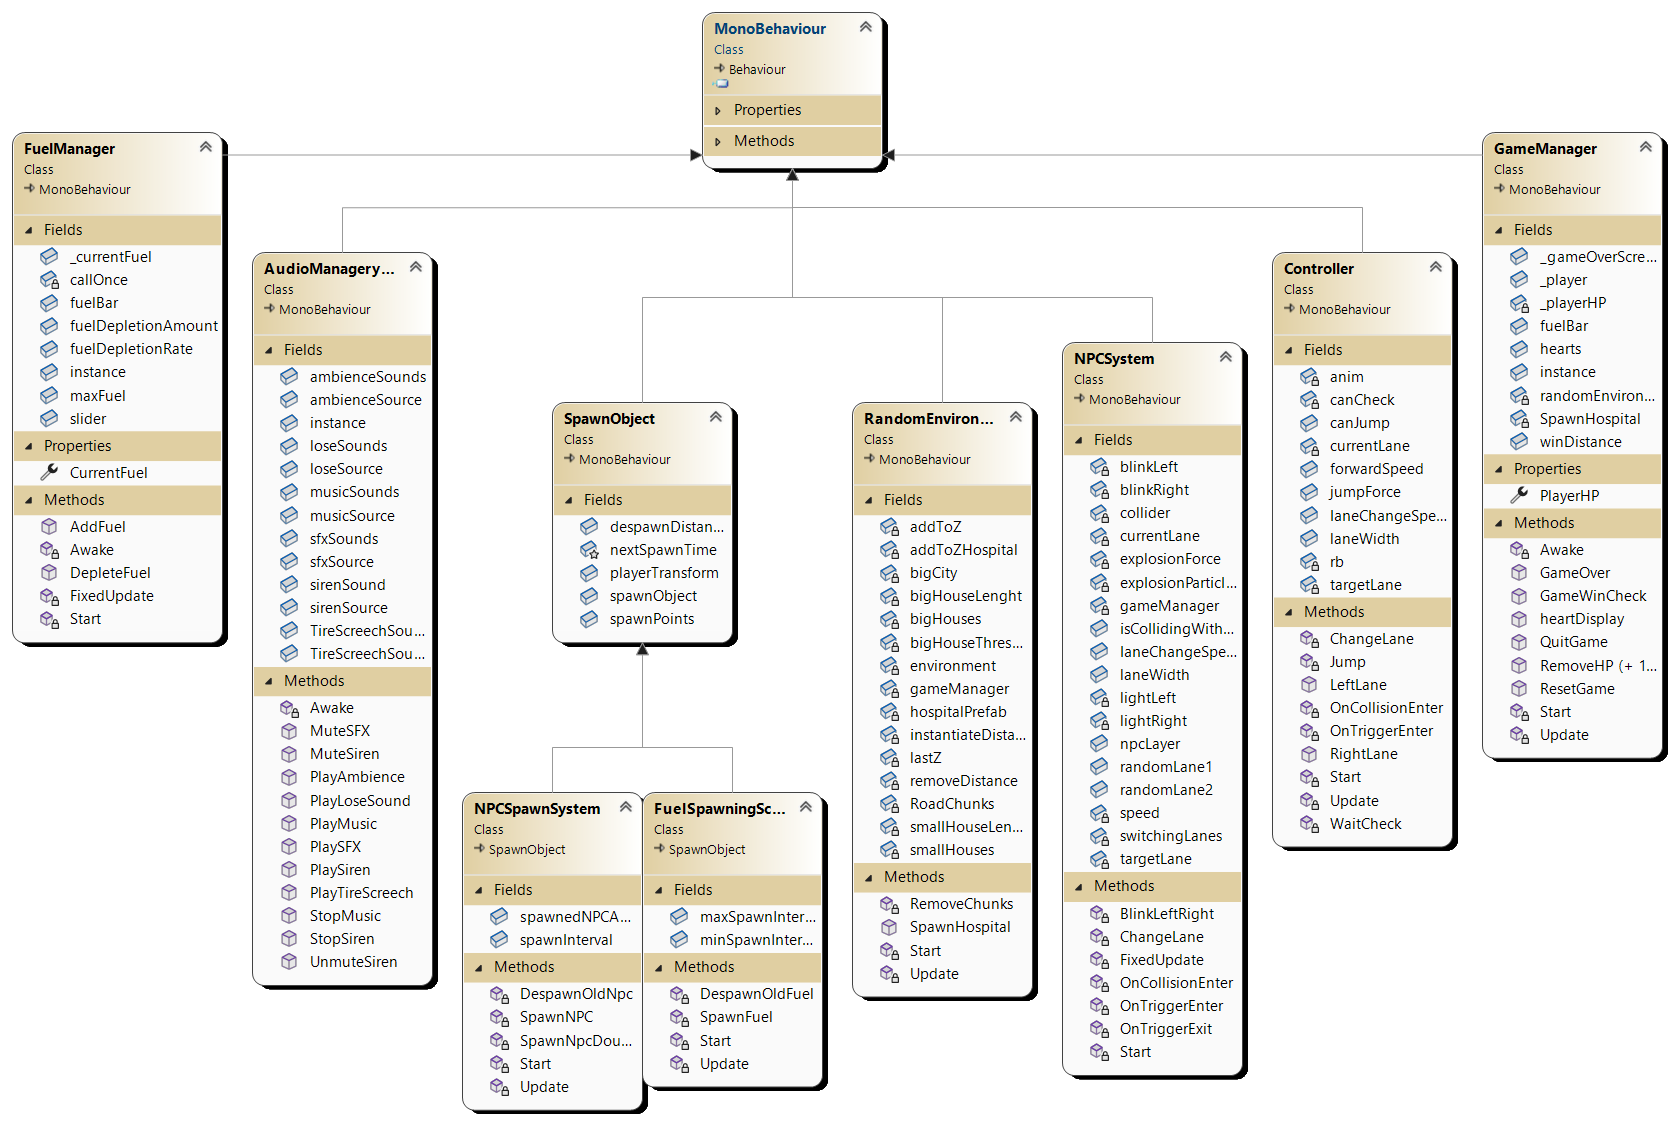 MonoBehaviour
Class
Behaviour
Properties
Methods
FuelManager
Class
MonoBehaviour
Fields
_currentFuel
callOnce
fuelBar
fuelDepletionAmount
fuelDepletionRate
instance
maxFuel
slider
Properties
CurrentFuel
Methods
AddFuel
Awake
DepleteFuel
FixedUpdate
Start
AudioManagery...
Class
MonoBehaviour
Fields
ambienceSounds
ambienceSource
instance
loseSounds
loseSource
musicSounds
musicSource
sfxSounds
sfxSource
sirenSound
sirenSource
TireScreechSou...
TireScreechSou...
Methods
Awake
MuteSFX
MuteSiren
PlayAmbience
PlayLoseSound
PlayMusic
PlaySFX
PlaySiren
PlayTireScreech
StopMusic
StopSiren
UnmuteSiren
SpawnObject
Class
MonoBehaviour
Fields
despawnDistan...
nextSpawnTime
playerTransform
spawnObject
spawnPoints
NPCSpawnSystem
Class
SpawnObject
Fields
spawnedNPCA...
spawnInterval
Methods
DespawnOldNpc
SpawnNPC
SpawnNpcDou...
Start
Update
FuelSpawningSc...
Class
SpawnObject
Fields
maxSpawnInter...
minSpawnInter...
Methods
DespawnOldFuel
SpawnFuel
Start
Update
RandomEnviron...
Class
MonoBehaviour
Fields
addToZ
addToZHospital
bigCity
bigHouseLenght
bigHouses
bigHouseThres...
environment
gameManager
hospitalPrefab
instantiateDista...
lastZ
removeDistance
RoadChunks
smallHouseLen...
smallHouses
Methods
RemoveChunks
SpawnHospital
Start
Update
NPCSystem
Class
MonoBehaviour
Fields
blinkLeft
blinkRight
collider
currentLane
explosionForce
explosionParticl...
gameManager
isCollidingWith...
laneChangeSpe...
laneWidth
lightLeft
lightRight
npcLayer
randomLane1
randomLane2
speed
switchingLanes
targetLane
Methods
BlinkLeftRight
ChangeLane
FixedUpdate
OnCollisionEnter
OnTriggerEnter
OnTriggerExit
Start
Controller
Class
MonoBehaviour
Fields
anim
canCheck
canJump
currentLane
forwardSpeed
jumpForce
laneChangeSpe...
laneWidth
rb
targetLane
Methods
ChangeLane
Jump
LeftLane
OnCollisionEnter
OnTriggerEnter
RightLane
Start
Update
WaitCheck
GameManager
Class
MonoBehaviour
Fields
_gameOverScre...
_player
_playerHP
fuelBar
hearts
instance
randomEnviron...
SpawnHospital
winDistance
Properties
PlayerHP
Methods
Awake
GameOver
GameWinCheck
heartDisplay
QuitGame
RemoveHP (+ 1...
ResetGame
Start
Update